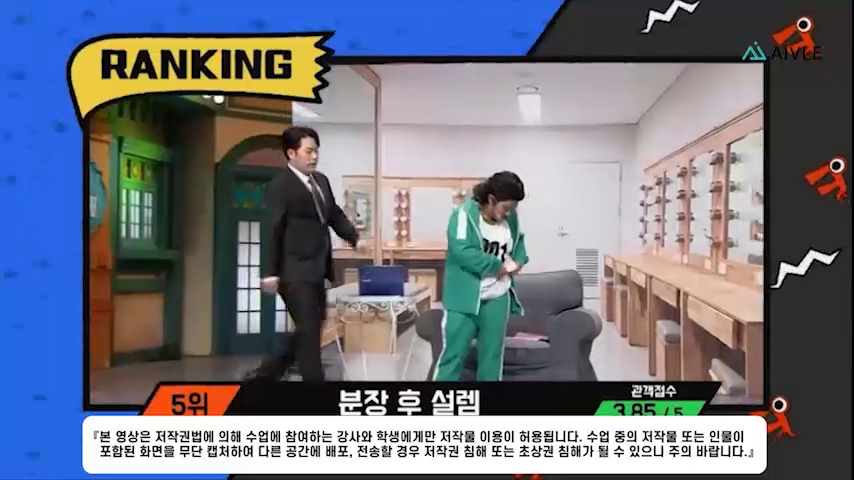 RANKING
AIVLE
001
5위
분장 후 설렘
관객점수
3.85 / 5
『본 영상은 저작권법에 의해 수업에 참여하는 강사와 학생에게만 저작물 이용이 허용됩니다. 수업 중의 저작물 또는 인물이
포함된 화면을 무단 캡처하여 다른 공간에 배포, 전송할 경우 저작권 침해 또는 초상권 침해가 될 수 있으니 주의 바랍니다.』